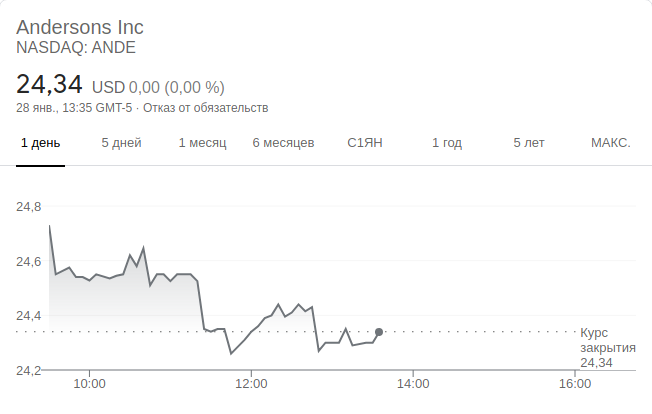 Andersons Inc
NASDAQ: ANDE
24,34 USD 0,00 (0,00 %)
28 янв., 13:35 GMT-5 · Отказ от обязательств
1 день 5 дней 1 месяц 6 месяцев С1ЯН 1 год 5 лет МАКС.
24,8
24,6
24,4
Курс
закрытия
24,34
24,2
10:00 12:00 14:00 16:00